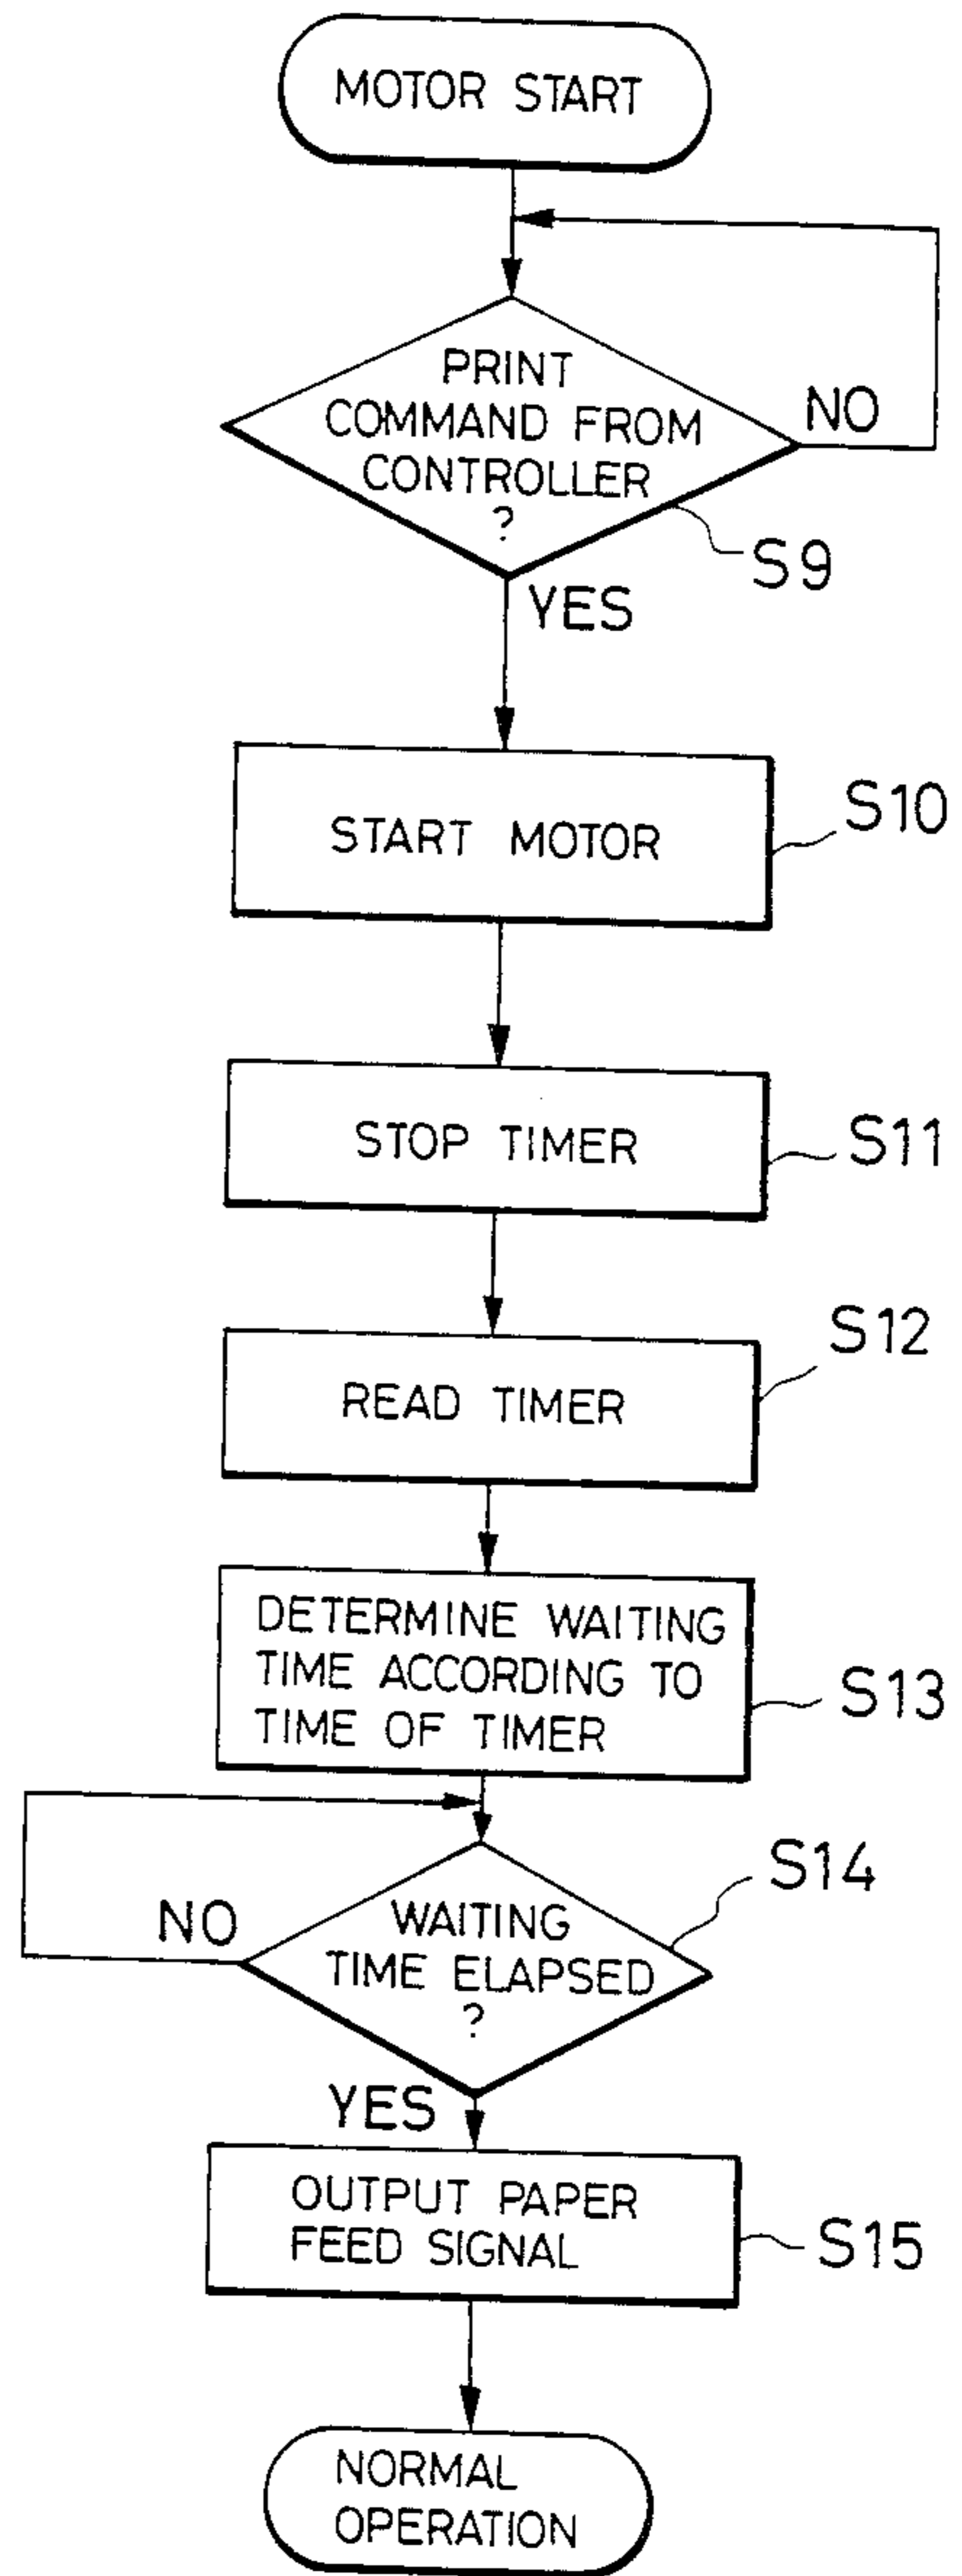 MOTOR START
PRINT
COMMAND FROM
CONTROLLER
?
NO
S9
YES
START MOTOR
S10
STOP TIMER
S11
READ TIMER
S12
DETERMINE WAITING
TIME ACCORDING TO
TIME OF TIMER
S13
WAITING
TIME ELAPSED
?
NO
S14
YES
OUTPUT PAPER
FEED SIGNAL
S15
NORMAL
OPERATION